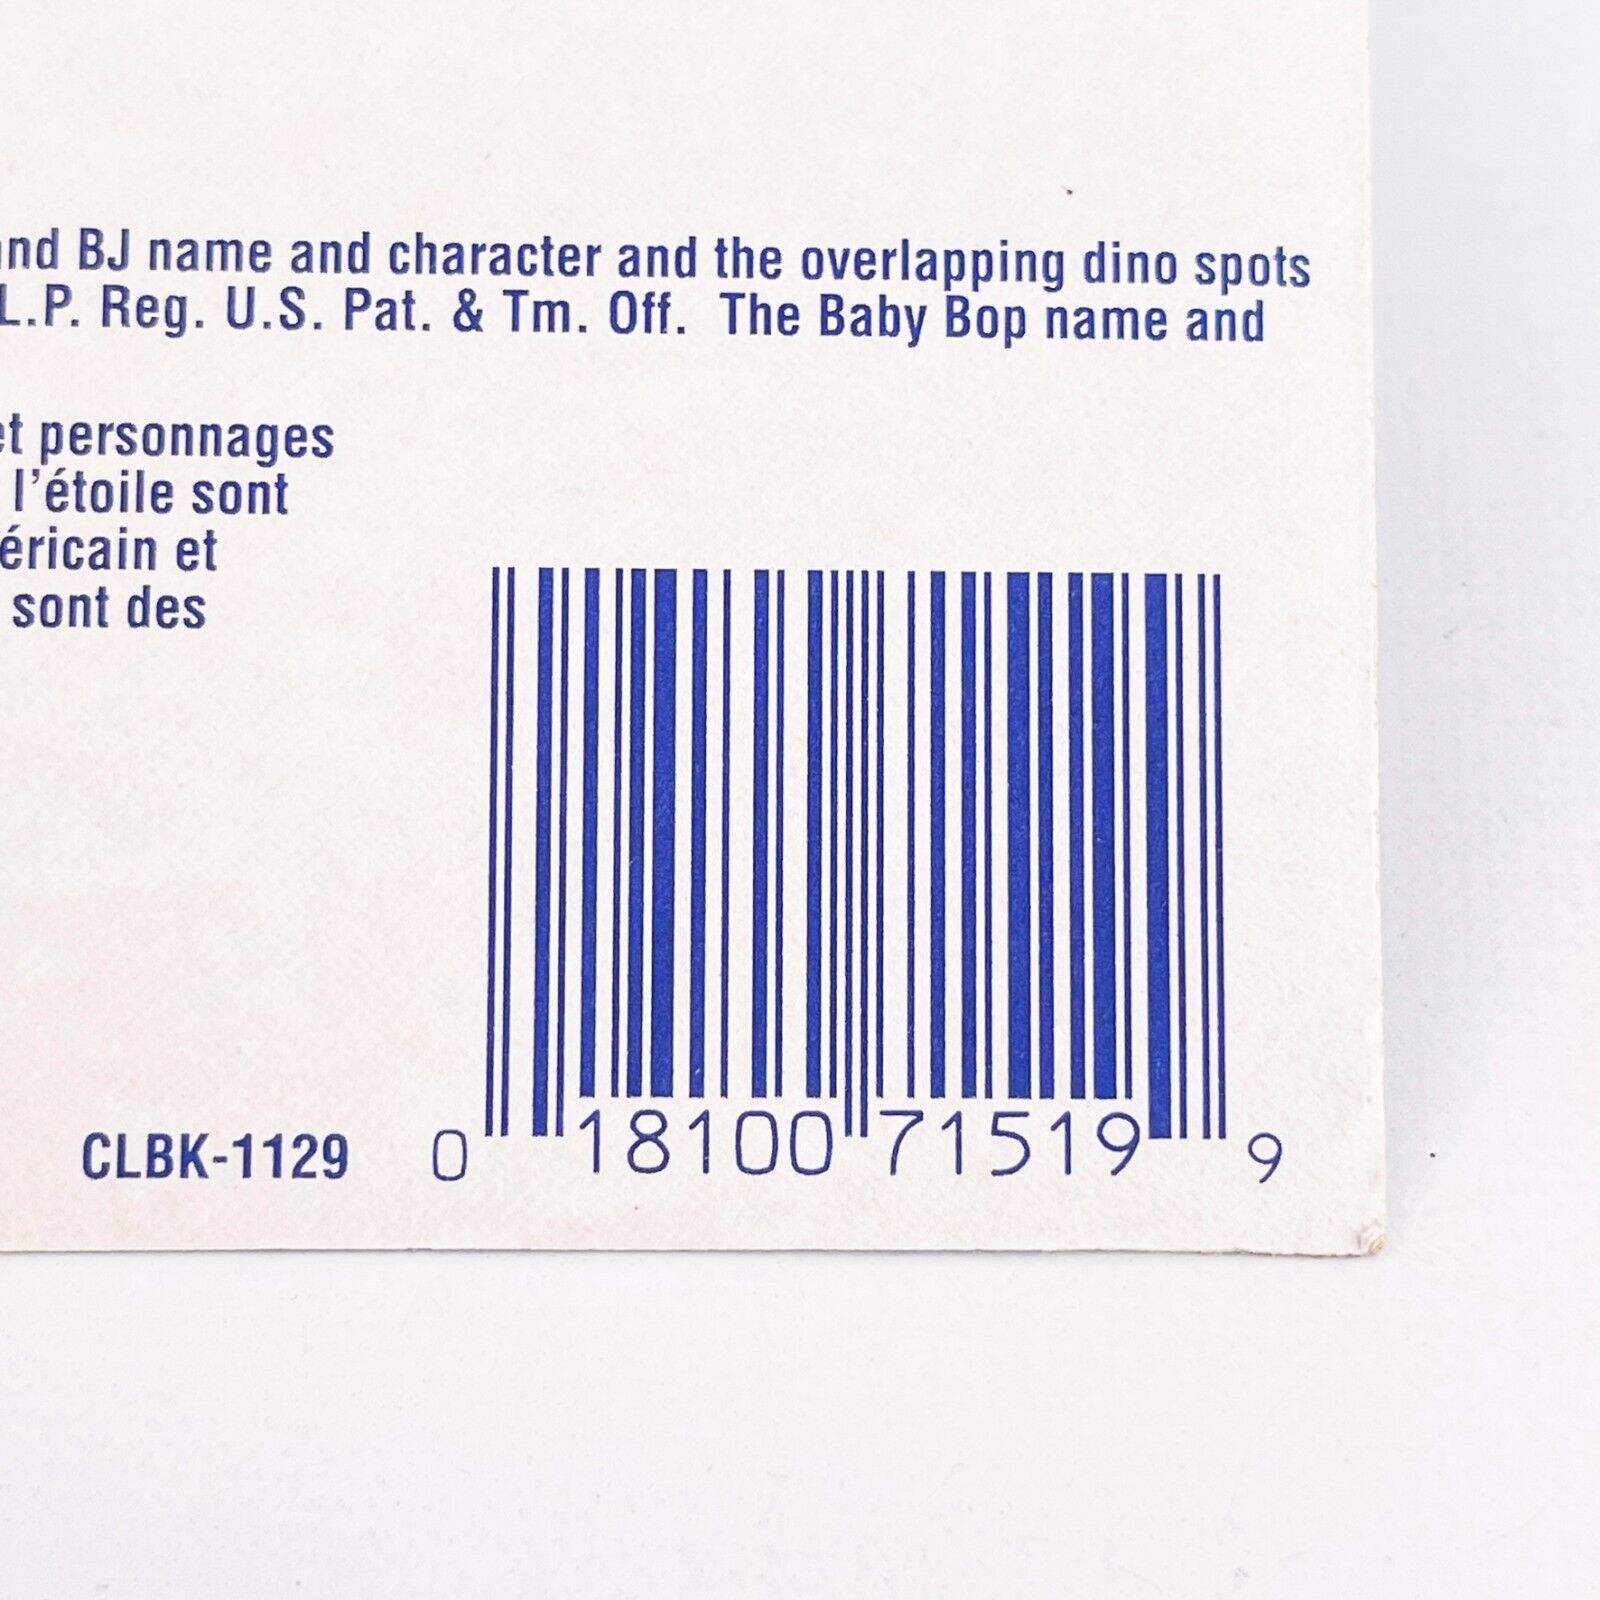 and BJ name and character and the overlapping dino spots
L.P. Reg. U.S. Pat. & Tm. Off. The Baby Bop name and
et personnages
l'étoile sont
éricain et
sont des
CLBK-1129
0 18100 71519 9